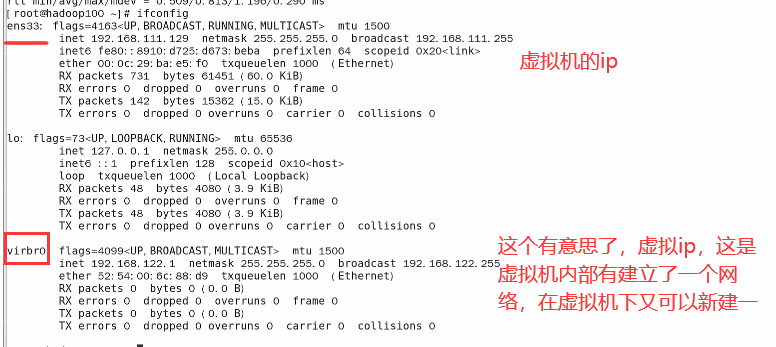 rtt min/avg/max/mdev = 0.509/0.813/1.196/0.290 ms
[root@hadoop100 ~]# ifconfig
ens33: flags=4163<UP,BROADCAST,RUNNING,MULTICAST>  mtu 1500
inet 192.168.111.129  netmask 255.255.255.0  broadcast 192.168.111.255
inet6 fe80::8910:d725:d673:beba  prefixlen 64  scopeid 0x20<link>
ether 00:0c:29:ba:e5:f0  txqueuelen 1000  (Ethernet)
RX packets 731  bytes 61451 (60.0 KiB)
RX errors 0  dropped 0  overruns 0  frame 0
TX packets 142  bytes 15362 (15.0 KiB)
TX errors 0  dropped 0 overruns 0  carrier 0  collisions 0
虚拟机的ip
lo: flags=73<UP,LOOPBACK,RUNNING>  mtu 65536
inet 127.0.0.1  netmask 255.0.0.0
inet6 ::1  prefixlen 128  scopeid 0x10<host>
loop  txqueuelen 1000  (Local Loopback)
RX packets 48  bytes 4080 (3.9 KiB)
RX errors 0  dropped 0  overruns 0  frame 0
TX packets 48  bytes 4080 (3.9 KiB)
TX errors 0  dropped 0 overruns 0  carrier 0  collisions 0
virbr0: flags=4099<UP,BROADCAST,MULTICAST>  mtu 1500
inet 192.168.122.1  netmask 255.255.255.0  broadcast 192.168.122.255
ether 52:54:00:6c:88:d9  txqueuelen 1000  (Ethernet)
RX packets 0  bytes 0 (0.0 B)
RX errors 0  dropped 0  overruns 0  frame 0
TX packets 0  bytes 0 (0.0 B)
TX errors 0  dropped 0 overruns 0  carrier 0  collisions 0
这个有意思了，虚拟ip，这是
虚拟机内部有建立了一个网
络，在虚拟机下又可以新建一